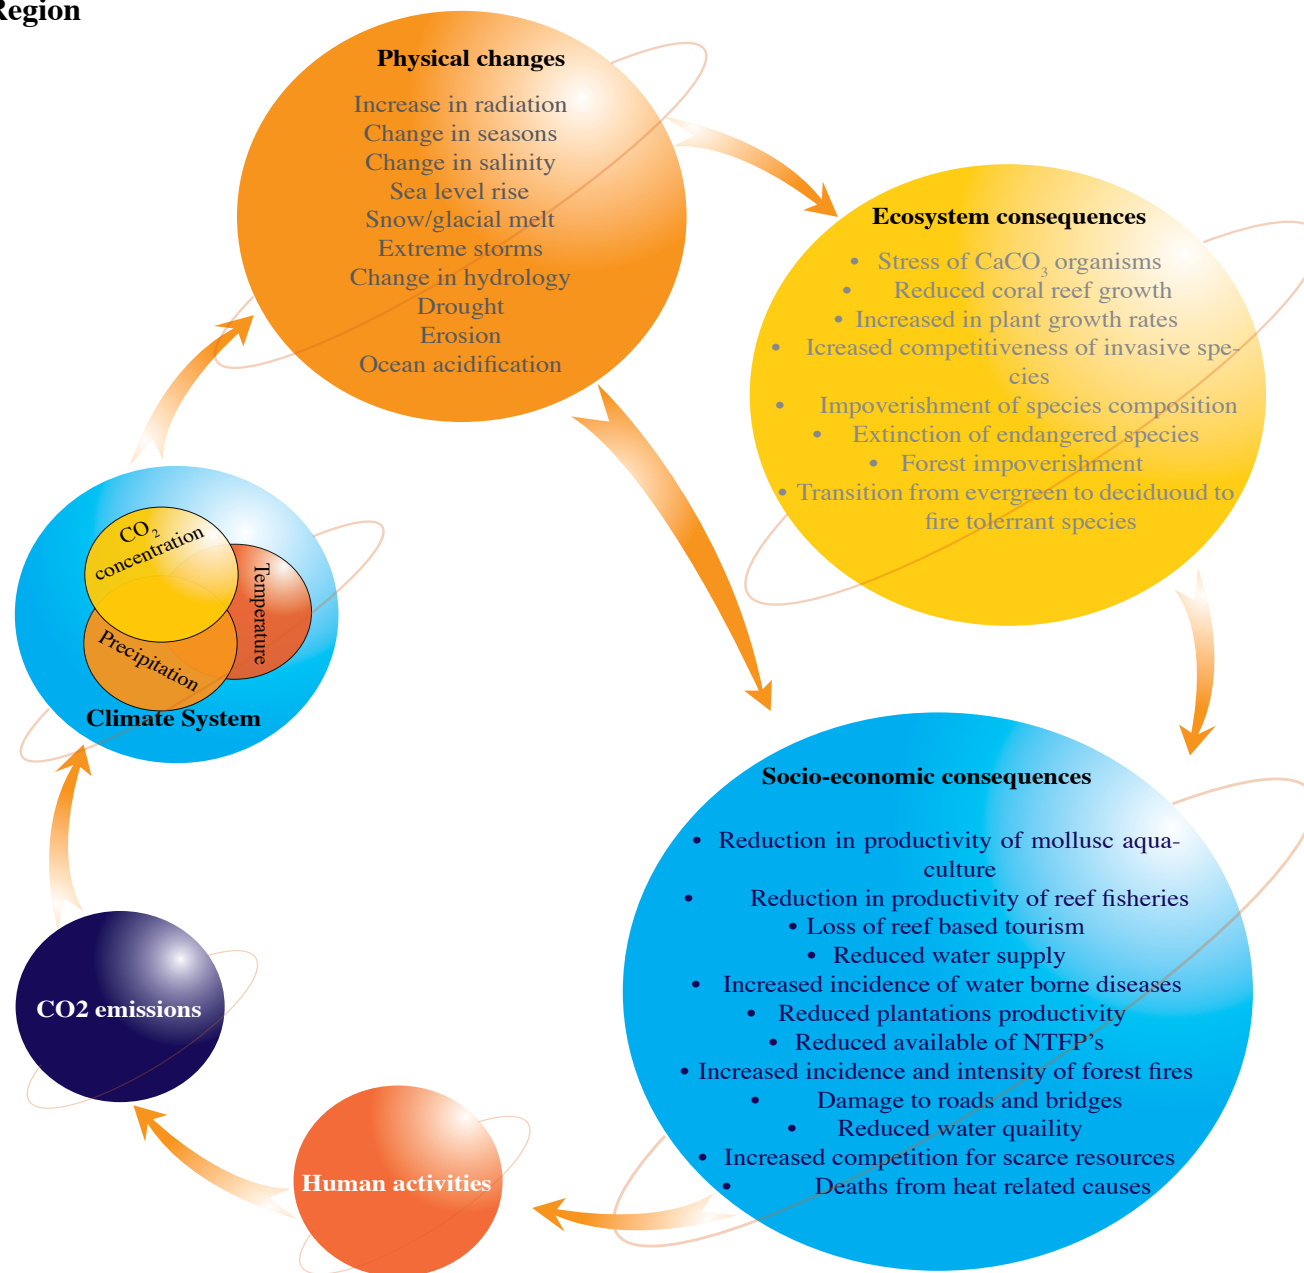 Region
Physical changes
Increase in radiation
Change in seasons
Change in salinity
Sea level rise
Snow/glacial melt
Extreme storms
Change in hydrology
Drought
Erosion
Ocean acidification
Ecosystem consequences
• Stress of CaCO₃ organisms
• Reduced coral reef growth
• Increased in plant growth rates
• Icreased competitiveness of invasive spe-
cies
• Impoverishment of species composition
• Extinction of endangered species
• Forest impoverishment
• Transition from evergreen to deciduoud to
fire tolerrant species
CO₂
concentration
Temperature
Precipitation
Climate System
Socio-economic consequences
• Reduction in productivity of mollusc aqua-
culture
• Reduction in productivity of reef fisheries
• Loss of reef based tourism
• Reduced water supply
• Increased incidence of water borne diseases
• Reduced plantations productivity
• Reduced available of NTFP's
• Increased incidence and intensity of forest fires
• Damage to roads and bridges
• Reduced water quaility
• Increased competition for scarce resources
• Deaths from heat related causes
CO2 emissions
Human activities